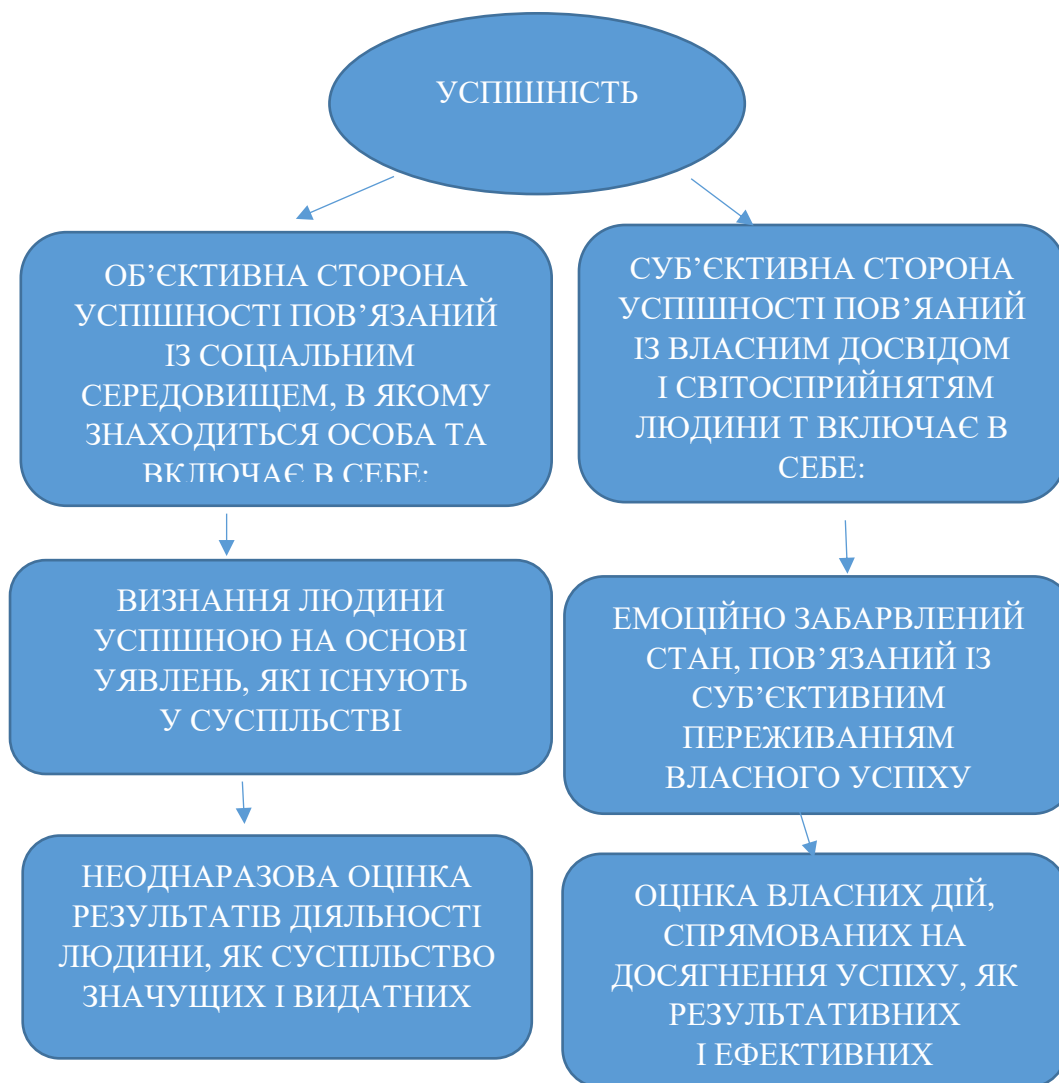 УСПІШНІСТЬ
ОБ’ЄКТИВНА СТОРОНА
УСПІШНОСТІ ПОВ’ЯЗАНИЙ
ІЗ СОЦІАЛЬНИМ
СЕРЕДОВИЩЕМ, В ЯКОМУ
ЗНАХОДИТЬСЯ ОСОБА ТА
ВКЛЮЧАЄ В СЕБЕ:
ВИЗНАННЯ ЛЮДИНИ
УСПІШНОЮ НА ОСНОВІ
УЯВЛЕНЬ, ЯКІ ІСНУЮТЬ
У СУСПІЛЬСТВІ
НЕОДНАРАЗОВА ОЦІНКА
РЕЗУЛЬТАТІВ ДІЯЛЬНОСТІ
ЛЮДИНИ, ЯК СУСПІЛЬСТВО
ЗНАЧУЩИХ І ВИДАТНИХ
СУБ’ЄКТИВНА СТОРОНА
УСПІШНОСТІ ПОВ’ЯАНИЙ
ІЗ ВЛАСНИМ ДОСВІДОМ
І СВІТОСПРИЙНЯТЯМ
ЛЮДИНИ Т ВКЛЮЧАЄ В
СЕБЕ:
ЕМОЦІЙНО ЗАБАРВЛЕНИЙ
СТАН, ПОВ’ЯЗАНИЙ ІЗ
СУБ’ЄКТИВНИМ
ПЕРЕЖИВАННЯМ
ВЛАСНОГО УСПІХУ
ОЦІНКА ВЛАСНИХ ДІЙ,
СПРЯМОВАНИХ НА
ДОСЯГНЕННЯ УСПІХУ, ЯК
РЕЗУЛЬТАТИВНИХ
І ЕФЕКТИВНИХ